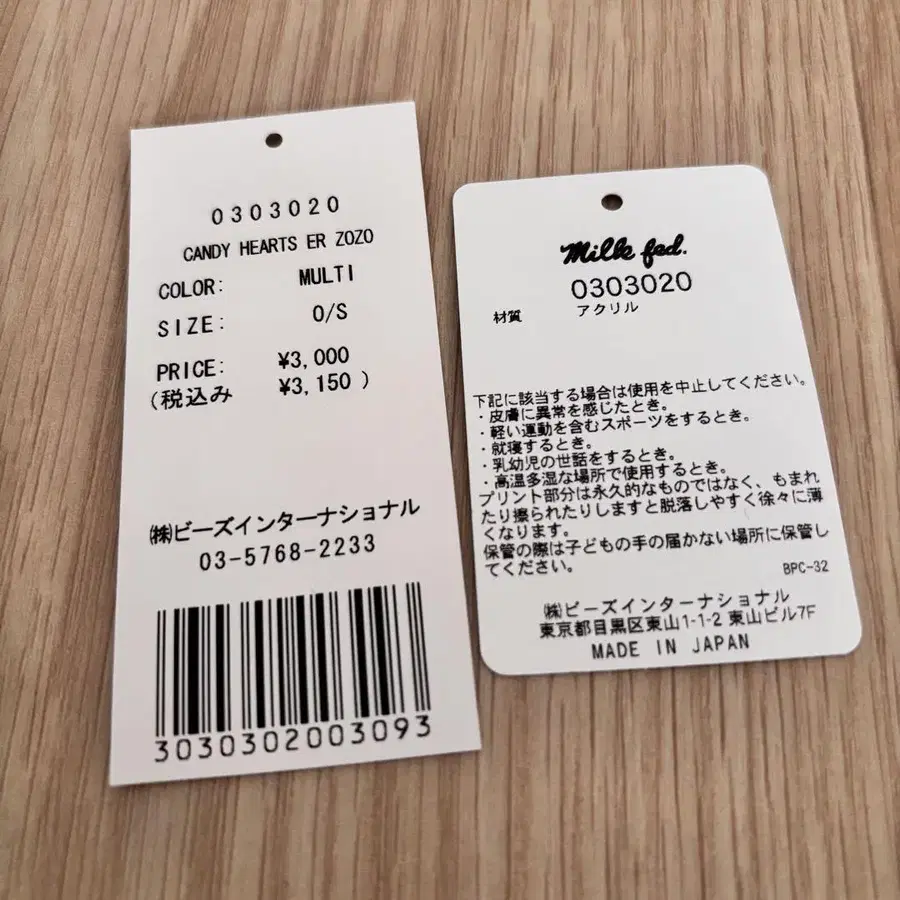 0303020
CANDY HEARTS ER ZOZO
COLOR: MULTI
SIZE: O/S
PRICE: ¥3,000
(税込み ¥3,150 )
㈱ビーズインターナショナル
03-5768-2233
3030302003093
Milk fed.
0303020
材質 アクリル
下記に該当する場合は使用を中止してください。
・皮膚に異常を感じたとき。
・軽い運動を含むスポーツをするとき。
・就寝するとき。
・乳幼児の世話をするとき。
・高温多湿な場所で使用するとき。
プリント部分は永久的なものではなく、もまれ
たり擦られたりしますと脱落しやすく徐々に薄
くなります。
保管の際は子どもの手の届かない場所に保管し
てください。
BPC-32
㈱ビーズインターナショナル
東京都目黒区東山1-1-2 東山ビル7F
MADE IN JAPAN